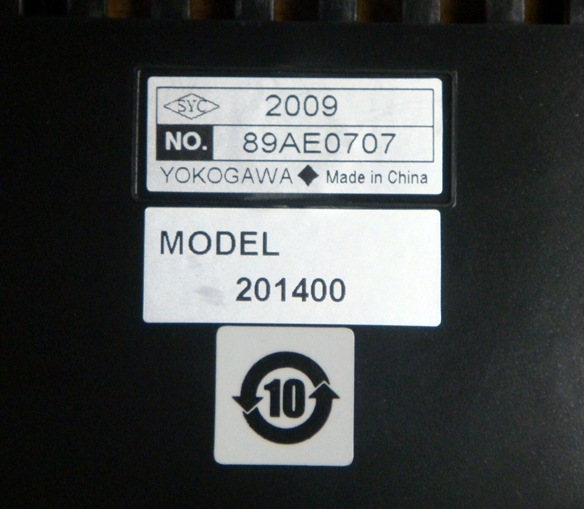 SYC 2009
NO. 89AE0707
YOKOGAWA Made in China
MODEL
201400
10